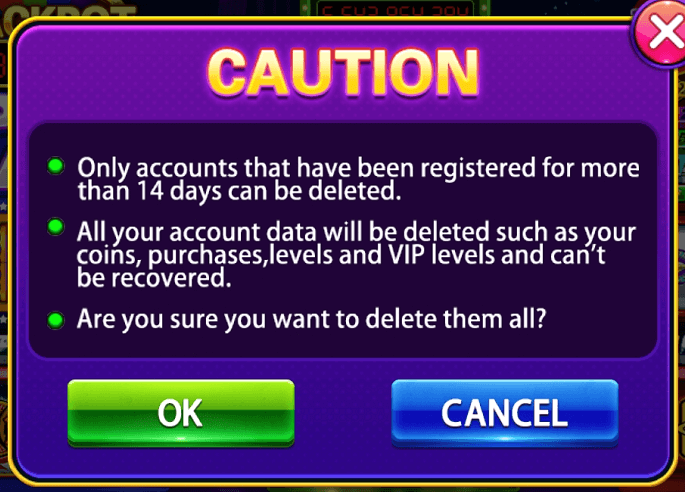 CAUTION
Only accounts that have been registered for more
than 14 days can be deleted.
All your account data will be deleted such as your
coins, purchases,levels and VIP levels and can't
be recovered.
Are you sure you want to delete them all?
OK
CANCEL